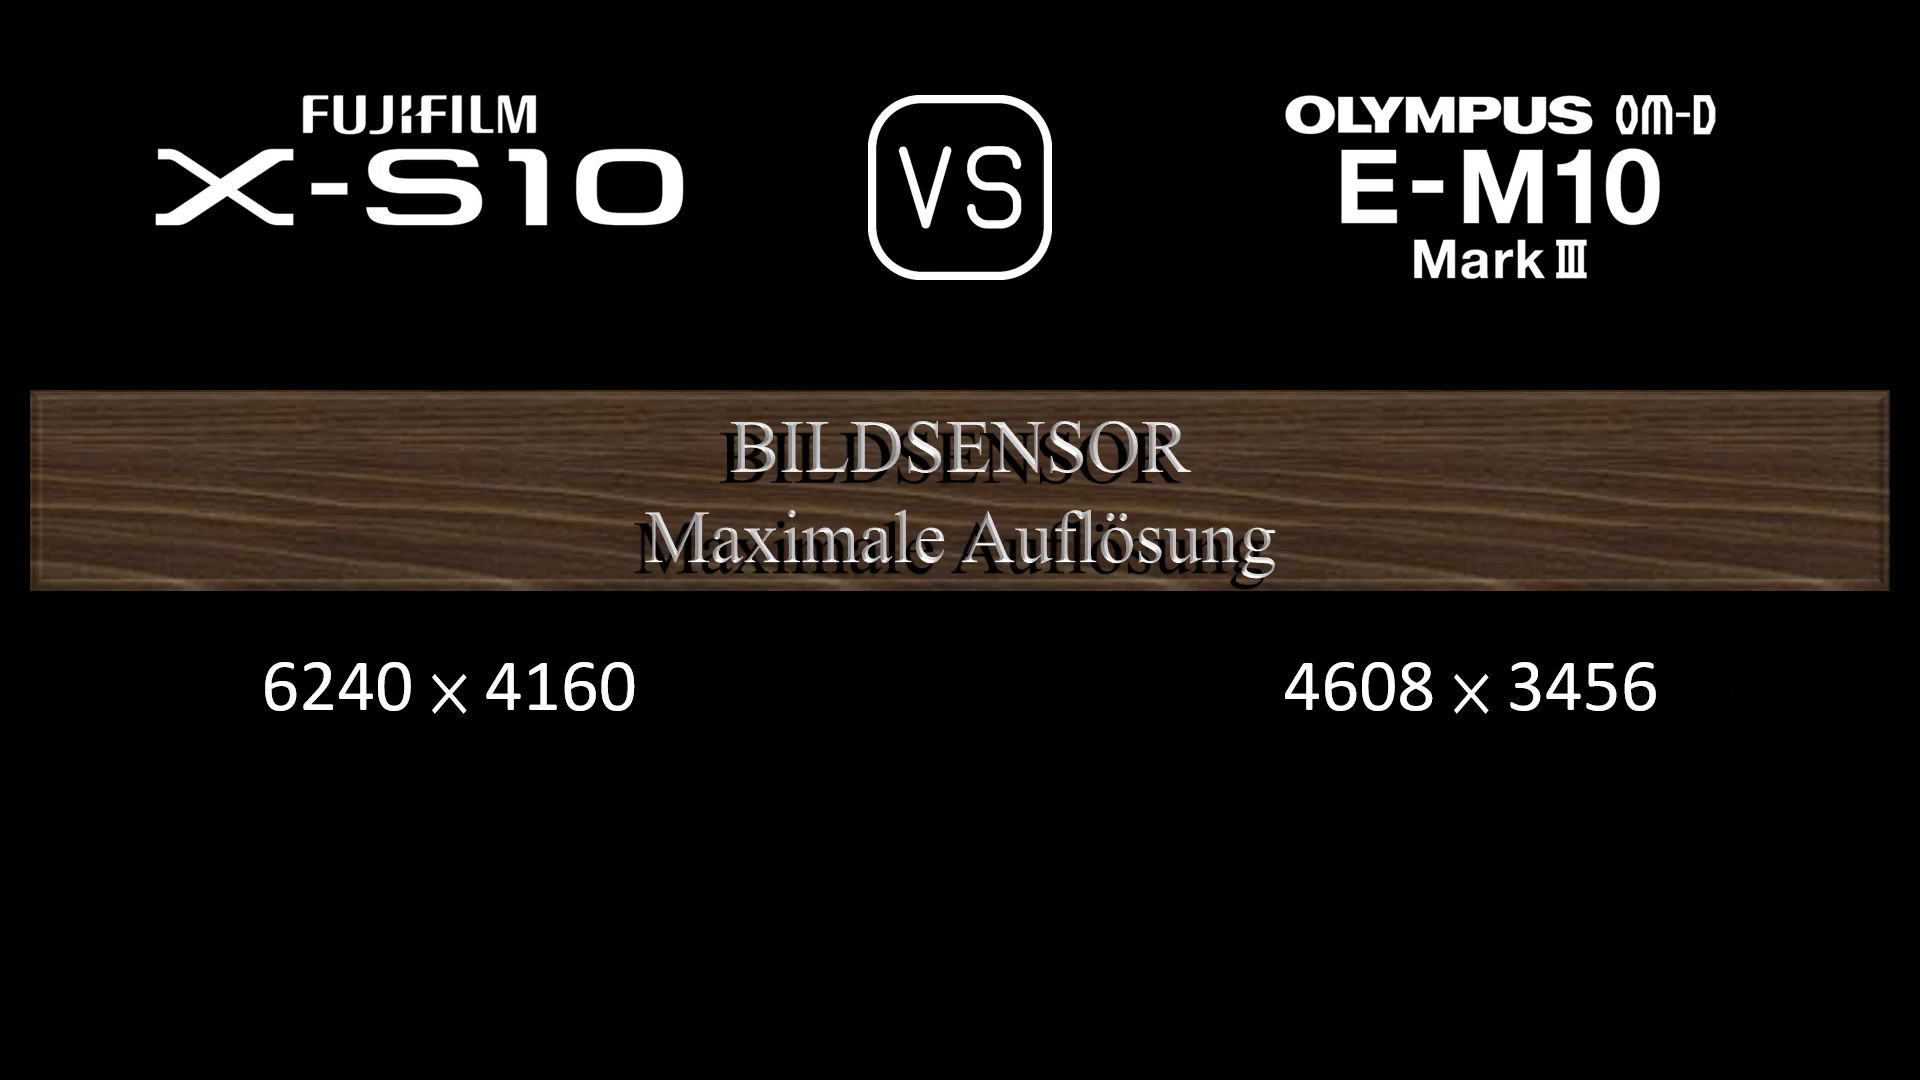 FUJIFILM
X-S10
VS
OLYMPUS OM-D
E-M10
Mark III
BILDSENSOR
Maximale Auflösung
6240 x 4160
4608 x 3456